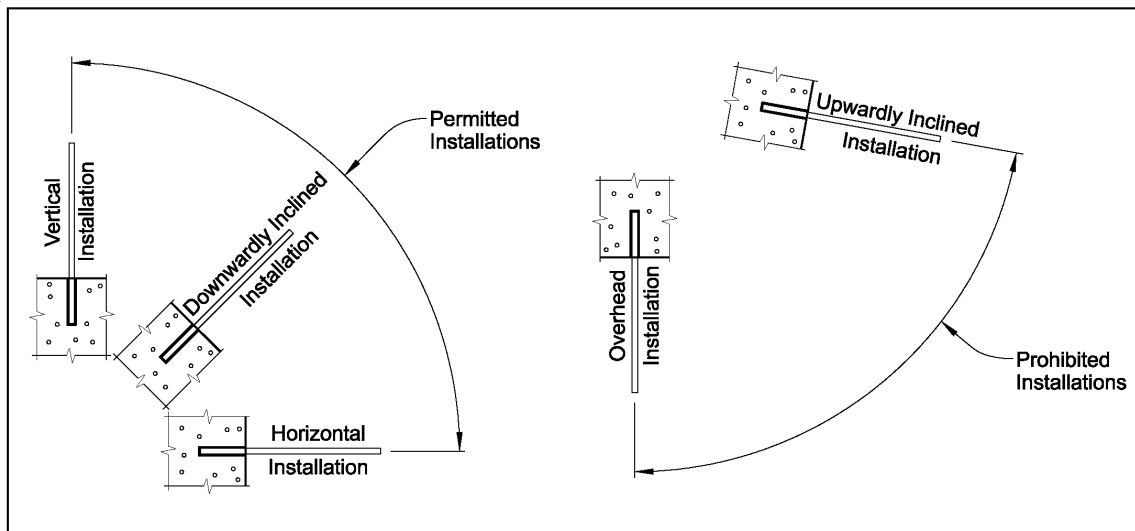 Permitted
Installations
Vertical
Installation
Downwardly Inclined
Installation
Horizontal
Installation
Upwardly Inclined
Installation
Overhead
Installation
Prohibited
Installations